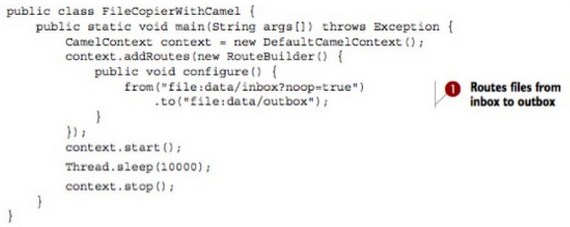 public class FileCopierWithCamel {
public static void main(String args[]) throws Exception {
CamelContext context = new DefaultCamelContext();
context.addRoutes(new RouteBuilder() {
public void configure() {
from("file:data/inbox?noop=true")
.to("file:data/outbox");
}
});
context.start();
Thread.sleep(10000);
context.stop();
}
}
1 Routes files from
inbox to outbox